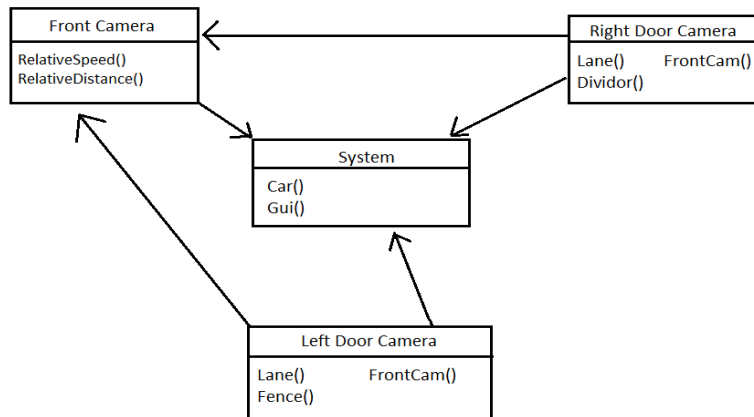 Front Camera
RelativeSpeed()
RelativeDistance()
Right Door Camera
Lane() FrontCam()
Dividor()
System
Car()
Gui()
Left Door Camera
Lane() FrontCam()
Fence()